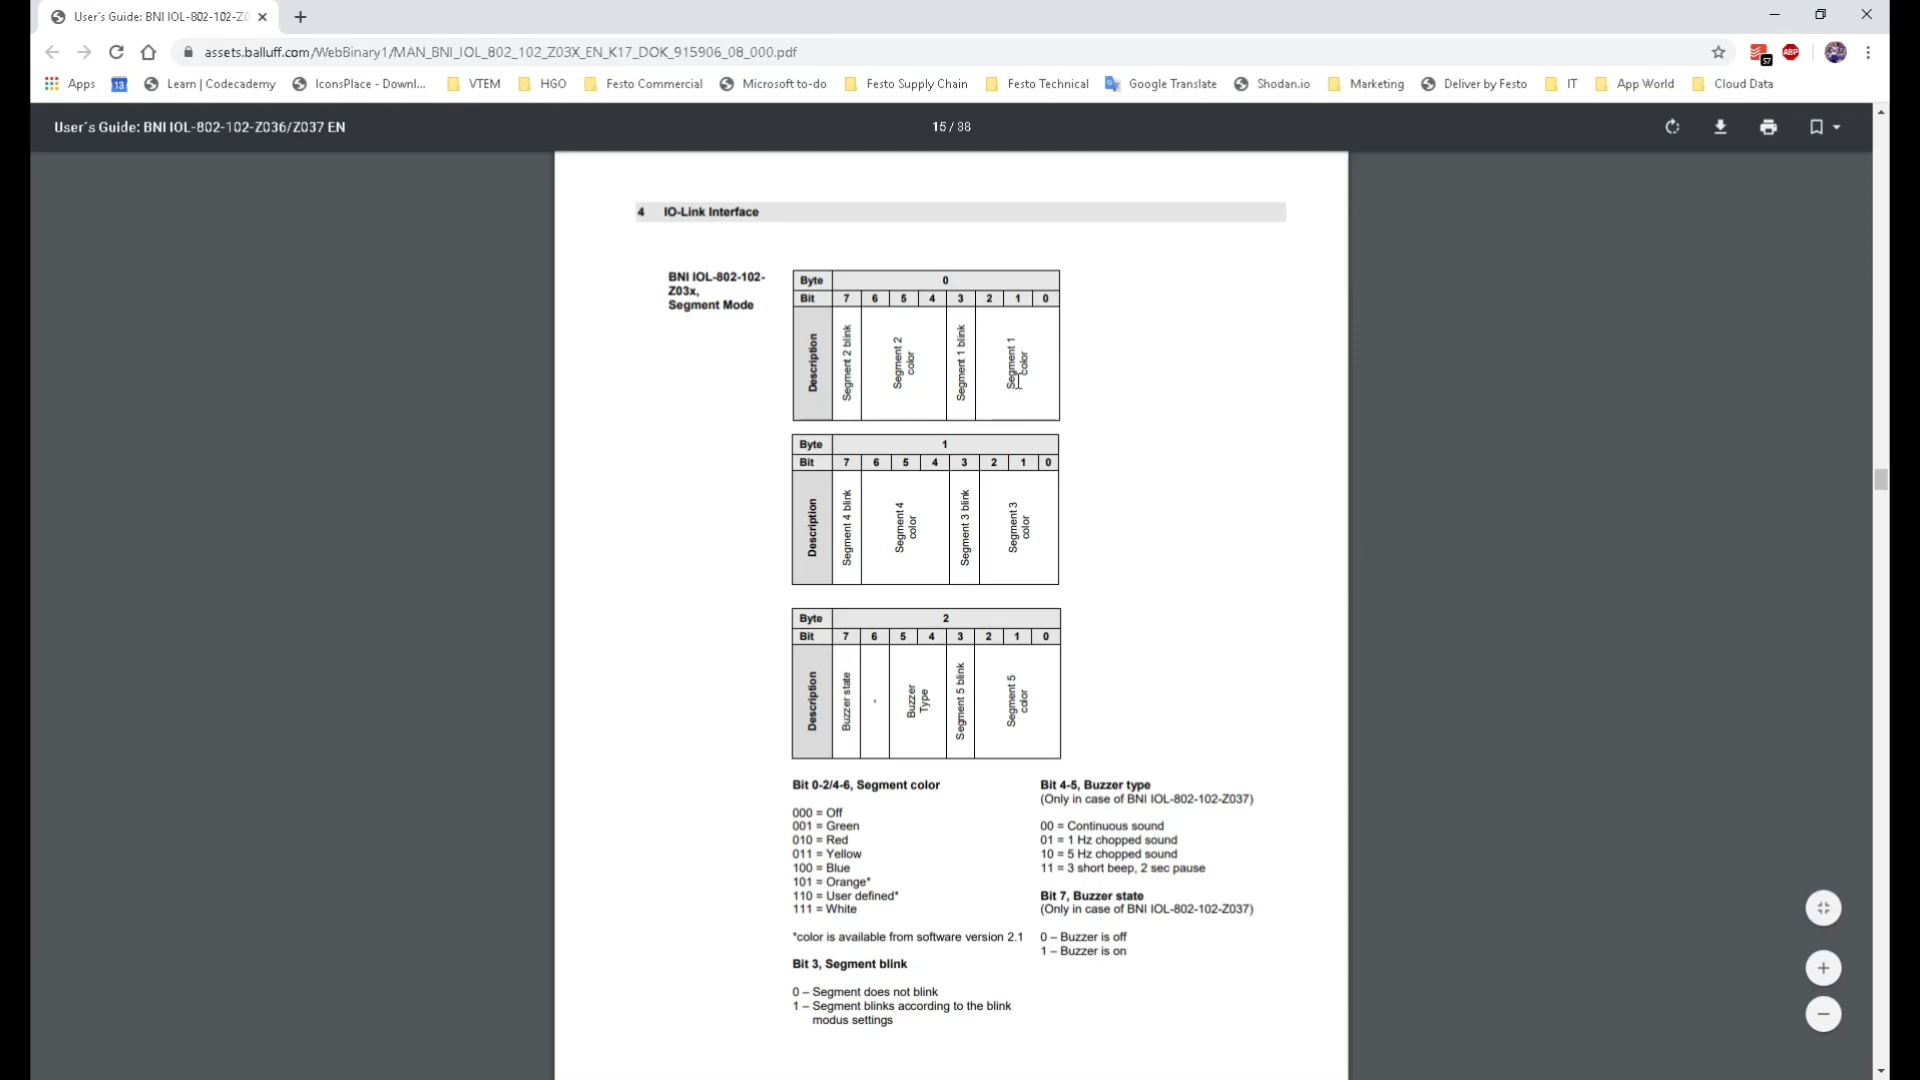 User´s Guide: BNI IOL-802-102-Z0
assets.balluff.com/WebBinary1/MAN_BNI_IOL_802_102_Z03X_EN_K17_DOK_915906_08_000.pdf
57
ABP
Apps
13
Learn | Codecademy
IconsPlace - Downl...
VTEM
HGO
Festo Commercial
Microsoft to-do
Festo Supply Chain
Festo Technical
Google Translate
Shodan.io
Marketing
Deliver by Festo
IT
App World
Cloud Data
User´s Guide: BNI IOL-802-102-Z036/Z037 EN
15 / 38
4 IO-Link Interface
BNI IOL-802-102-
Z03x,
Segment Mode
Byte 0
Bit 7 6 5 4 3 2 1 0
Description
Segment 2 blink
Segment 2
color
Segment 1 blink
Segment 1
color
Byte 1
Bit 7 6 5 4 3 2 1 0
Description
Segment 4 blink
Segment 4
color
Segment 3 blink
Segment 3
color
Byte 2
Bit 7 6 5 4 3 2 1 0
Description
Buzzer state
-
Buzzer
Type
Segment 5 blink
Segment 5
color
Bit 0-2/4-6, Segment color
000 = Off
001 = Green
010 = Red
011 = Yellow
100 = Blue
101 = Orange*
110 = User defined*
111 = White
*color is available from software version 2.1
Bit 3, Segment blink
0 – Segment does not blink
1 – Segment blinks according to the blink
modus settings
Bit 4-5, Buzzer type
(Only in case of BNI IOL-802-102-Z037)
00 = Continuous sound
01 = 1 Hz chopped sound
10 = 5 Hz chopped sound
11 = 3 short beep, 2 sec pause
Bit 7, Buzzer state
(Only in case of BNI IOL-802-102-Z037)
0 – Buzzer is off
1 – Buzzer is on